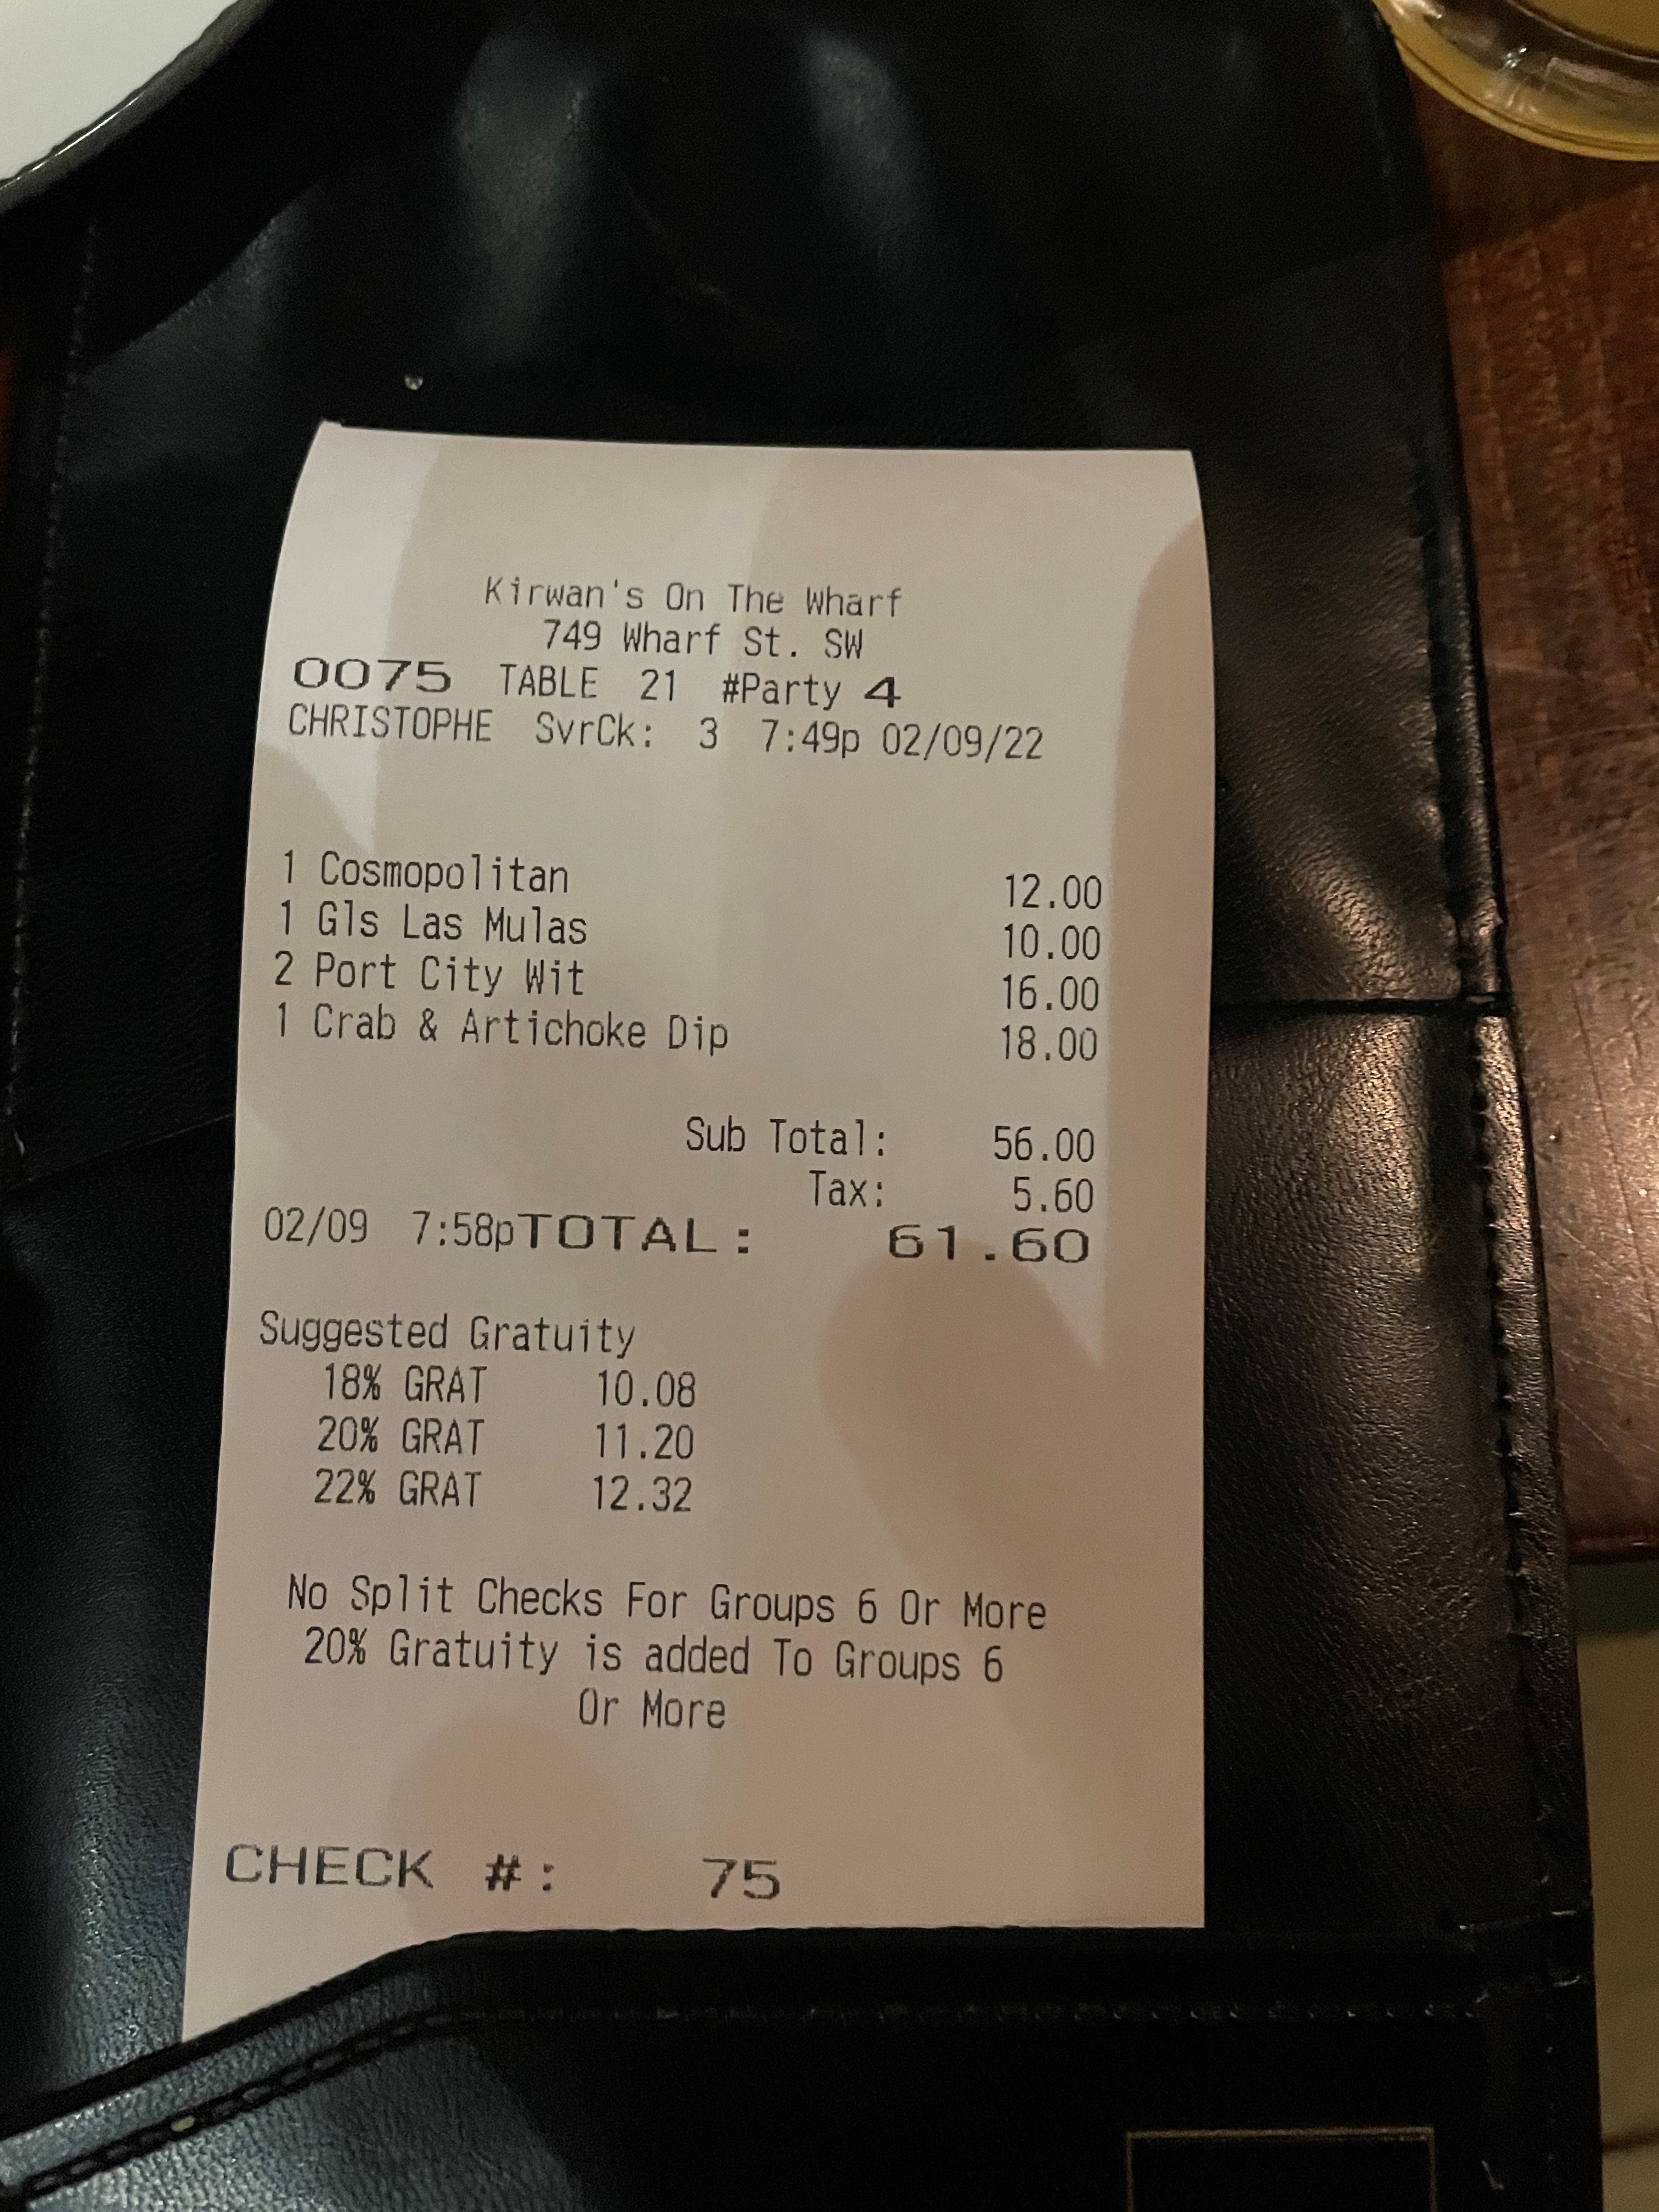 Kirwan's On The Wharf
749 Wharf St. SW
0075 TABLE 21 #Party 4
CHRISTOPHE SvrCk: 3 7:49p 02/09/22
1 Cosmopolitan 12.00
1 Gls Las Mulas 10.00
2 Port City Wit 16.00
1 Crab & Artichoke Dip 18.00
Sub Total: 56.00
Tax: 5.60
02/09 7:58pTOTAL: 61.60
Suggested Gratuity
18% GRAT 10.08
20% GRAT 11.20
22% GRAT 12.32
No Split Checks For Groups 6 Or More
20% Gratuity is added To Groups 6
Or More
CHECK #: 75